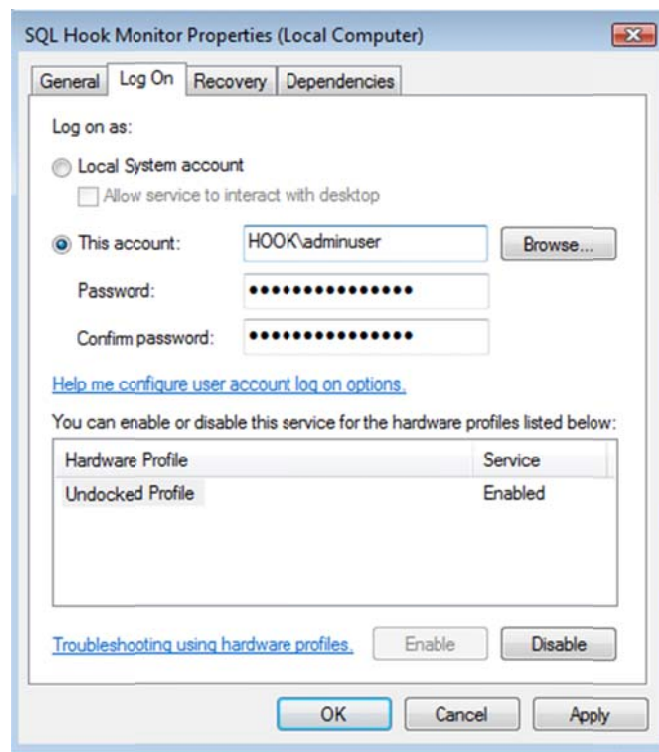 SQL Hook Monitor Properties (Local Computer)
General Log On Recovery Dependencies
Log on as:
Local System account
Allow service to interact with desktop
This account: HOOK\adminuser Browse...
Password: •••••••••••••••
Confirm password: •••••••••••••••
Help me configure user account log on options.
You can enable or disable this service for the hardware profiles listed below:
Hardware Profile Service
Undocked Profile Enabled
Troubleshooting using hardware profiles. Enable Disable
OK Cancel Apply